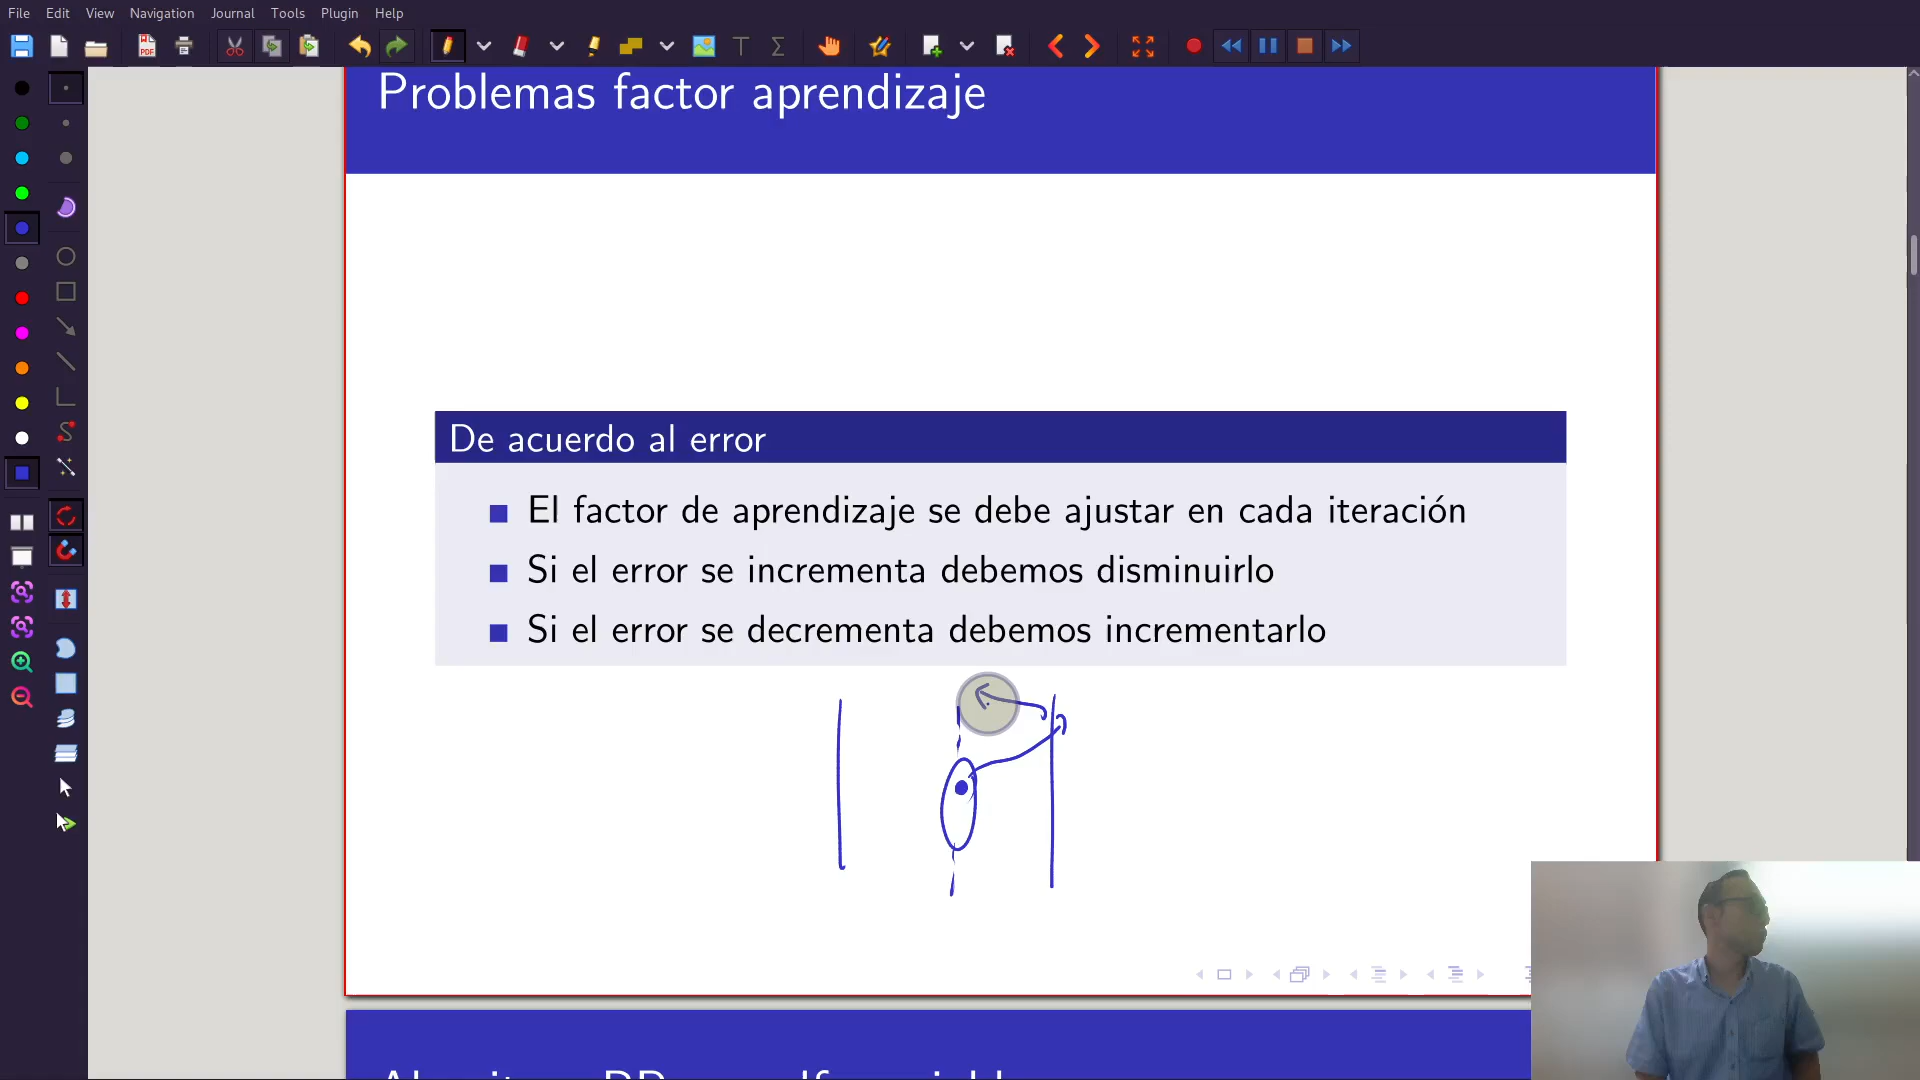 File Edit View Navigation Journal Tools Plugin Help
Problemas factor aprendizaje
De acuerdo al error
El factor de aprendizaje se debe ajustar en cada iteración
Si el error se incrementa debemos disminuirlo
Si el error se decrementa debemos incrementarlo